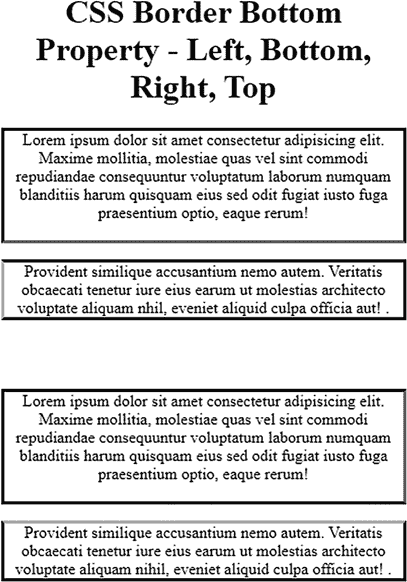 CSS Border Bottom
Property - Left, Bottom,
Right, Top
Lorem ipsum dolor sit amet consectetur adipisicing elit.
Maxime mollitia, molestiae quas vel sint commodi
repudiandae consequuntur voluptatum laborum numquam
blanditiis harum quisquam eius sed odit fugiat iusto fuga
praesentium optio, eaque rerum!
Provident similique accusantium nemo autem. Veritatis
obcaecati tenetur iure eius earum ut molestias architecto
voluptate aliquam nhil, eveniet aliquid culpa officia aut! .
Lorem ipsum dolor sit amet consectetur adipisicing elit.
Maxime mollitia, molestiae quas vel sint commodi
repudiandae consequuntur voluptatum laborum numquam
blanditiis harum quisquam eius sed odit fugiat iusto fuga
praesentium optio, eaque rerum!
Provident similique accusantium nemo autem. Veritatis
obcaecati tenetur iure eius earum ut molestias architecto
voluptate aliquam nihil, eveniet aliquid culpa officia aut! .